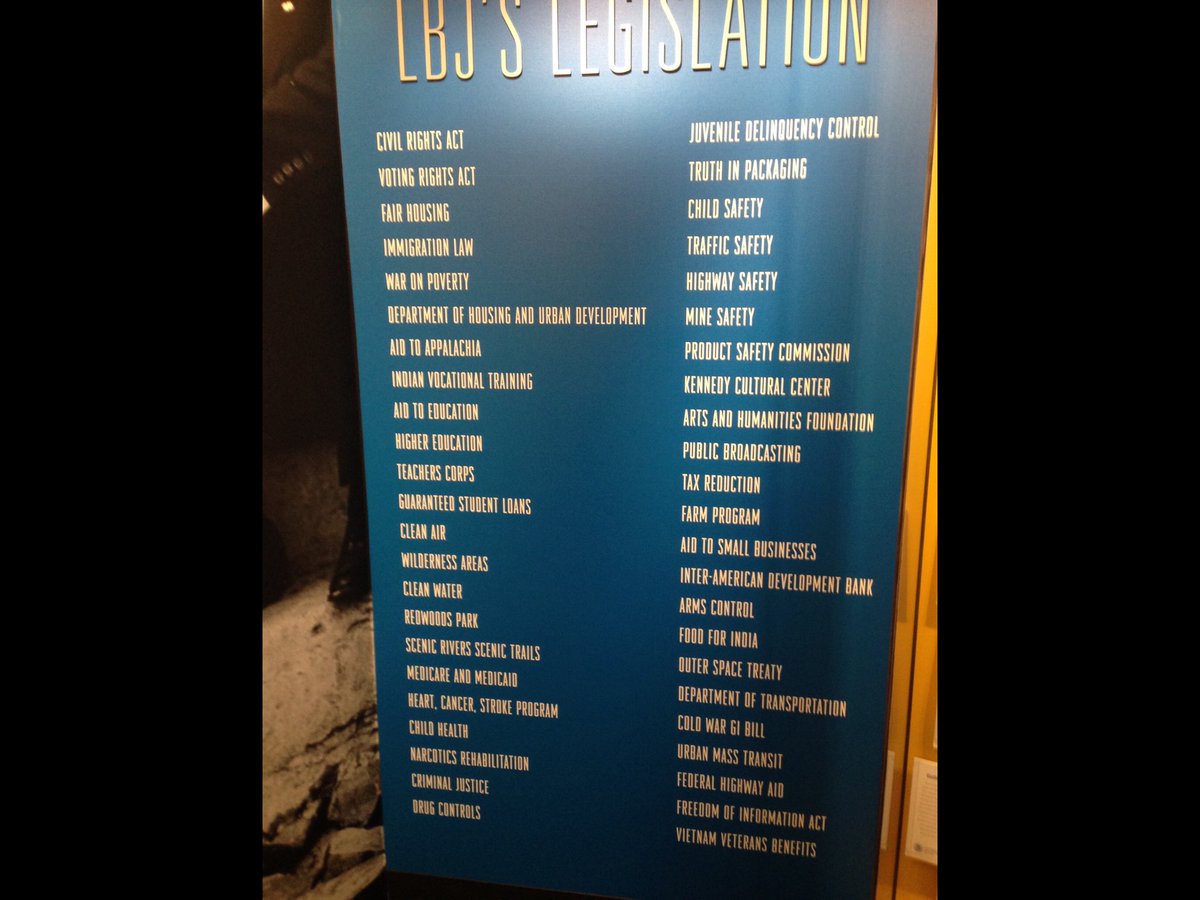 LBJ'S LEGISLATION
CIVIL RIGHTS ACT
VOTING RIGHTS ACT
FAIR HOUSING
IMMIGRATION LAW
WAR ON POVERTY
DEPARTMENT OF HOUSING AND URBAN DEVELOPMENT
AID TO APPALACHIA
INDIAN VOCATIONAL TRAINING
AID TO EDUCATION
HIGHER EDUCATION
TEACHERS CORPS
GUARANTEED STUDENT LOANS
CLEAN AIR
WILDERNESS AREAS
CLEAN WATER
REDWOODS PARK
SCENIC RIVERS SCENIC TRAILS
MEDICARE AND MEDICAID
HEART, CANCER, STROKE PROGRAM
CHILD HEALTH
NARCOTICS REHABILITATION
CRIMINAL JUSTICE
DRUG CONTROLS
JUVENILE DELINQUENCY CONTROL
TRUTH IN PACKAGING
CHILD SAFETY
TRAFFIC SAFETY
HIGHWAY SAFETY
MINE SAFETY
PRODUCT SAFETY COMMISSION
KENNEDY CULTURAL CENTER
ARTS AND HUMANITIES FOUNDATION
PUBLIC BROADCASTING
TAX REDUCTION
FARM PROGRAM
AID TO SMALL BUSINESSES
INTER-AMERICAN DEVELOPMENT BANK
ARMS CONTROL
FOOD FOR INDIA
OUTER SPACE TREATY
DEPARTMENT OF TRANSPORTATION
COLD WAR GI BILL
URBAN MASS TRANSIT
FEDERAL HIGHWAY AID
FREEDOM OF INFORMATION ACT
VIETNAM VETERANS BENEFITS